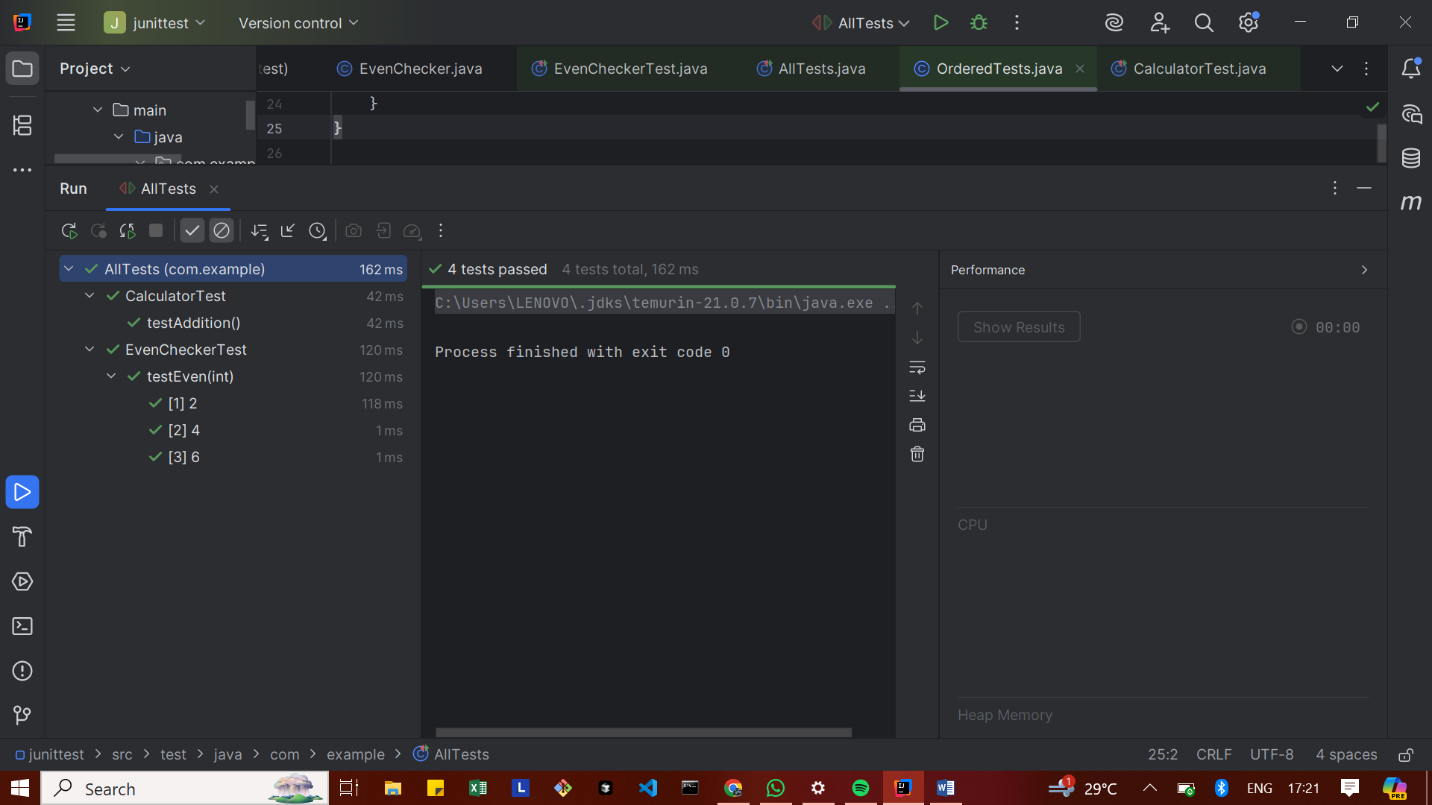 J junittest Version control AllTests
Project
test) EvenChecker.java EvenCheckerTest.java AllTests.java OrderedTests.java CalculatorTest.java
main
java
24 }
25 }
26
Run AllTests
AllTests (com.example) 162 ms
CalculatorTest 42 ms
testAddition() 42 ms
EvenCheckerTest 120 ms
testEven(int) 120 ms
[1] 2 118 ms
[2] 4 1 ms
[3] 6 1 ms
4 tests passed 4 tests total, 162 ms
C:\Users\LENOVO\.jdks\temurin-21.0.7\bin\java.exe .
Process finished with exit code 0
Performance
Show Results 00:00
CPU
Heap Memory
m
junittest > src > test > java > com > example > AllTests
25:2 CRLF UTF-8 4 spaces
Search 1 29°C ENG 17:21 PRE